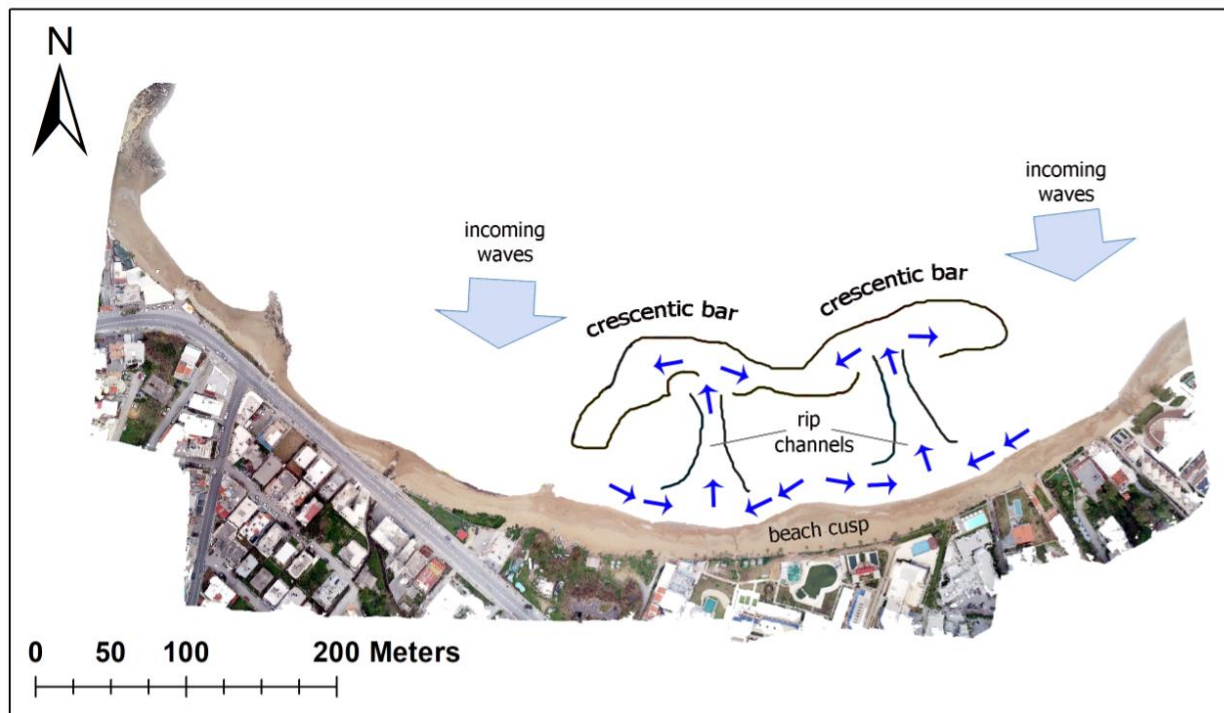 N
incoming
waves
incoming
waves
crescentic bar
crescentic bar
rip
channels
beach cusp
0 50 100 200 Meters